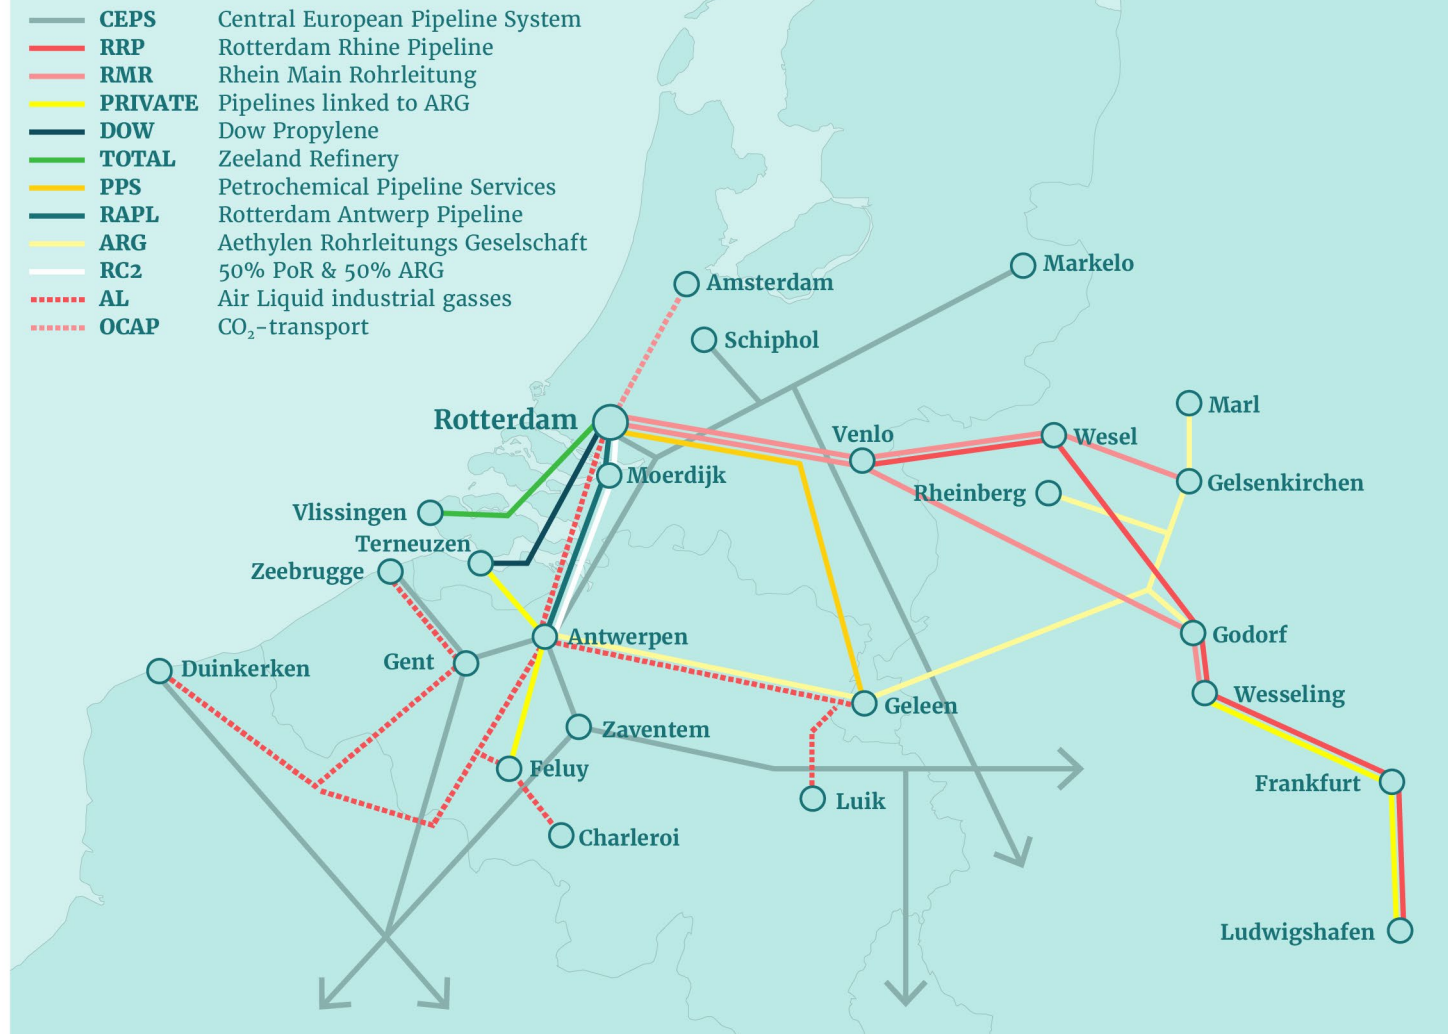 CEPS Central European Pipeline System
RRP Rotterdam Rhine Pipeline
RMR Rhein Main Rohrleitung
PRIVATE Pipelines linked to ARG
DOW Dow Propylene
TOTAL Zeeland Refinery
PPS Petrochemical Pipeline Services
RAPL Rotterdam Antwerp Pipeline
ARG Aethylen Rohrleitungs Geselschaft
RC2 50% PoR & 50% ARG
AL Air Liquid industrial gasses
OCAP CO₂-transport
Markelo
Amsterdam
Schiphol
Marl
Rotterdam
Venlo
Wesel
Moerdijk
Gelsenkirchen
Rheinberg
Vlissingen
Terneuzen
Zeebrugge
Antwerpen
Godorf
Gent
Duinkerken
Wesseling
Geleen
Zaventem
Feluy
Frankfurt
Luik
Charleroi
Ludwigshafen